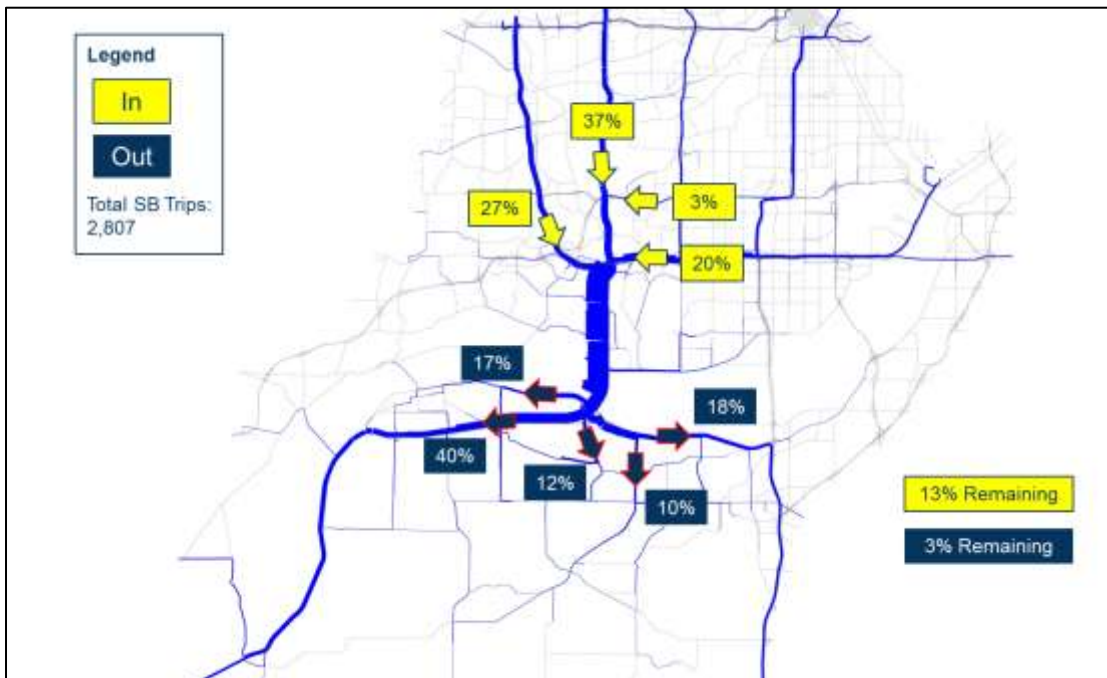 Legend
In
Out
Total SB Trips:
2,807
37%
27%
3%
20%
17%
18%
40%
12%
10%
13% Remaining
3% Remaining